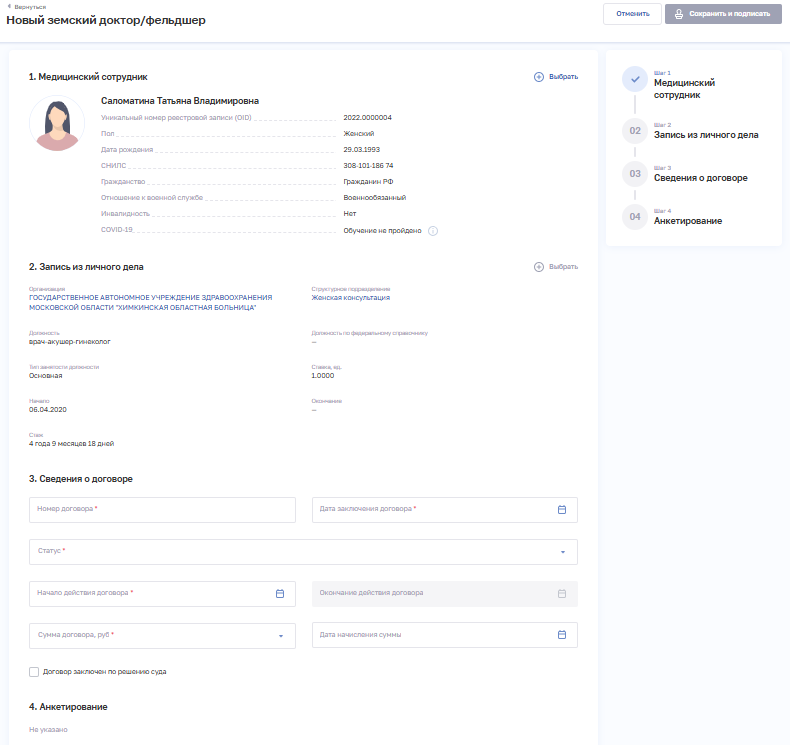 Вернуться
Новый земский доктор/фельдшер
Отменить
Сохранить и подписать
1. Медицинский сотрудник
Выбрать
Саломатина Татьяна Владимировна
Уникальный номер реестровой записи (OID) 2022.0000004
Пол Женский
Дата рождения 29.03.1993
СНИЛС 308-101-186 74
Гражданство Гражданин РФ
Отношение к военной службе Военнообязанный
Инвалидность Нет
COVID-19 Обучение не пройдено
2. Запись из личного дела
Выбрать
Организация
ГОСУДАРСТВЕННОЕ АВТОНОМНОЕ УЧРЕЖДЕНИЕ ЗДРАВООХРАНЕНИЯ
МОСКОВСКОЙ ОБЛАСТИ "ХИМКИНСКАЯ ОБЛАСТНАЯ БОЛЬНИЦА"
Структурное подразделение
Женская консультация
Должность
врач-акушер-гинеколог
Должность по федеральному справочнику
—
Тип занятости должности
Основная
Ставка, ед.
1.0000
Начало
06.04.2020
Окончание
—
Стаж
4 года 9 месяцев 18 дней
3. Сведения о договоре
Номер договора *
Дата заключения договора *
Статус *
Начало действия договора *
Окончание действия договора
Сумма договора, руб *
Дата начисления суммы
Договор заключен по решению суда
4. Анкетирование
Не указано
Шаг 1
Медицинский
сотрудник
02
Шаг 2
Запись из личного дела
03
Шаг 3
Сведения о договоре
04
Шаг 4
Анкетирование